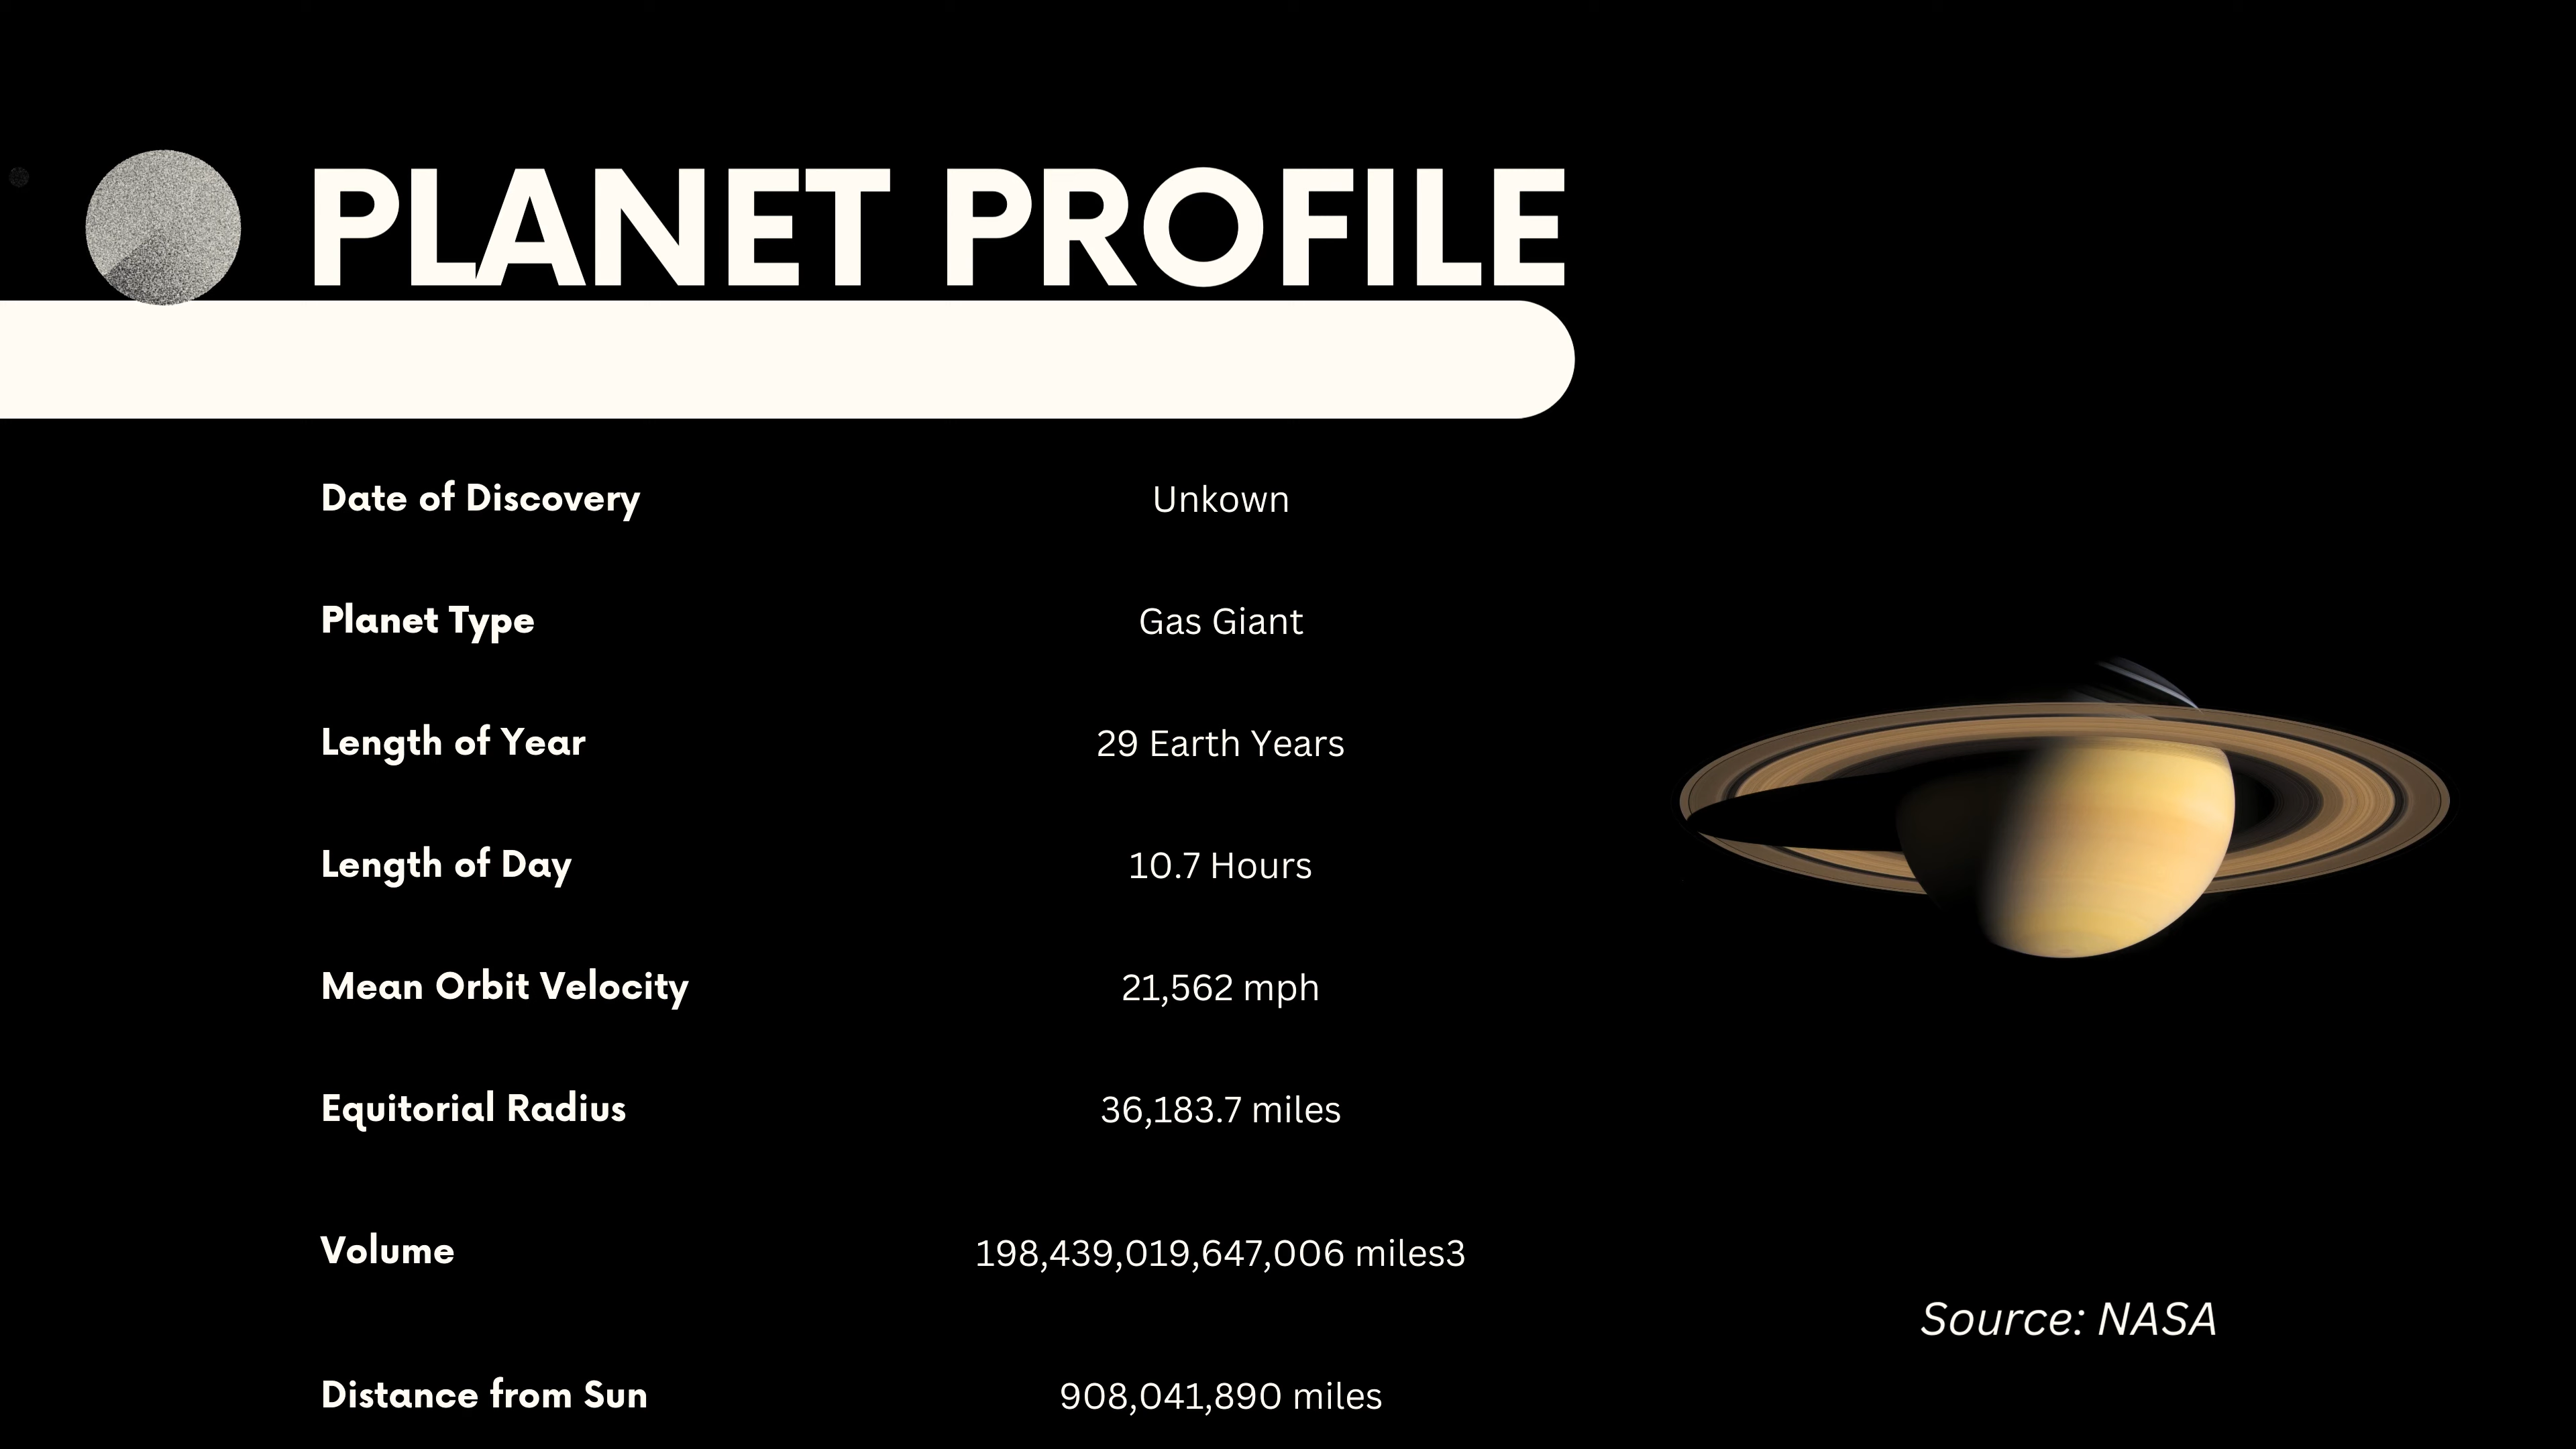 PLANET PROFILE
Date of Discovery Unkown
Planet Type Gas Giant
Length of Year 29 Earth Years
Length of Day 10.7 Hours
Mean Orbit Velocity 21,562 mph
Equitorial Radius 36,183.7 miles
Volume 198,439,019,647,006 miles3
Source: NASA
Distance from Sun 908,041,890 miles